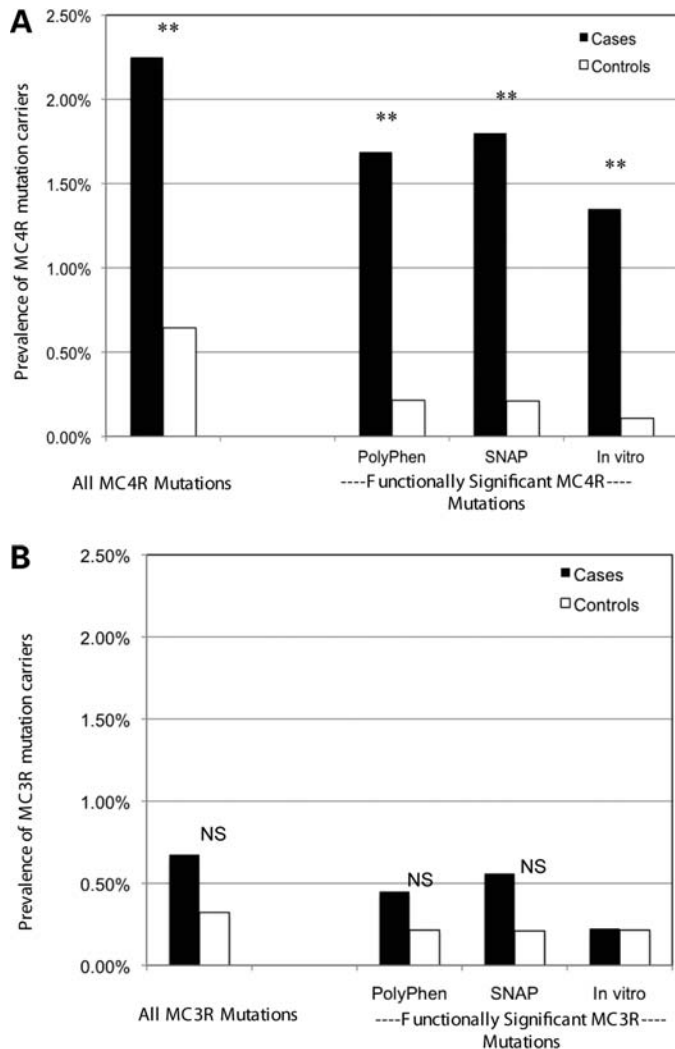 A
Prevalence of MC4R mutation carriers
2.50%
2.00%
1.50%
1.00%
0.50%
0.00%
**
**
**
**
Cases
Controls
PolyPhen
SNAP
In vitro
All MC4R Mutations
----Functionally Significant MC4R----
Mutations
B
Prevalence of MC3R mutation carriers
2.50%
2.00%
1.50%
1.00%
0.50%
0.00%
Cases
Controls
NS
NS
NS
PolyPhen
SNAP
In vitro
All MC3R Mutations
----Functionally Significant MC3R----
Mutations